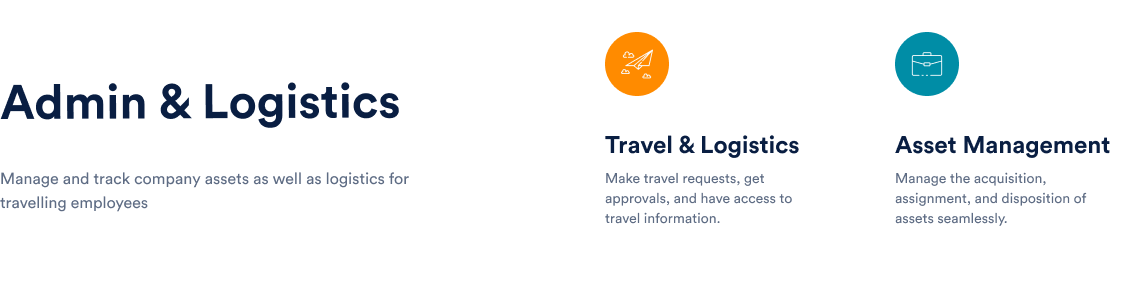 Admin & Logistics
Manage and track company assets as well as logistics for
travelling employees
Travel & Logistics
Make travel requests, get
approvals, and have access to
travel information.
Asset Management
Manage the acquisition,
assignment, and disposition of
assets seamlessly.